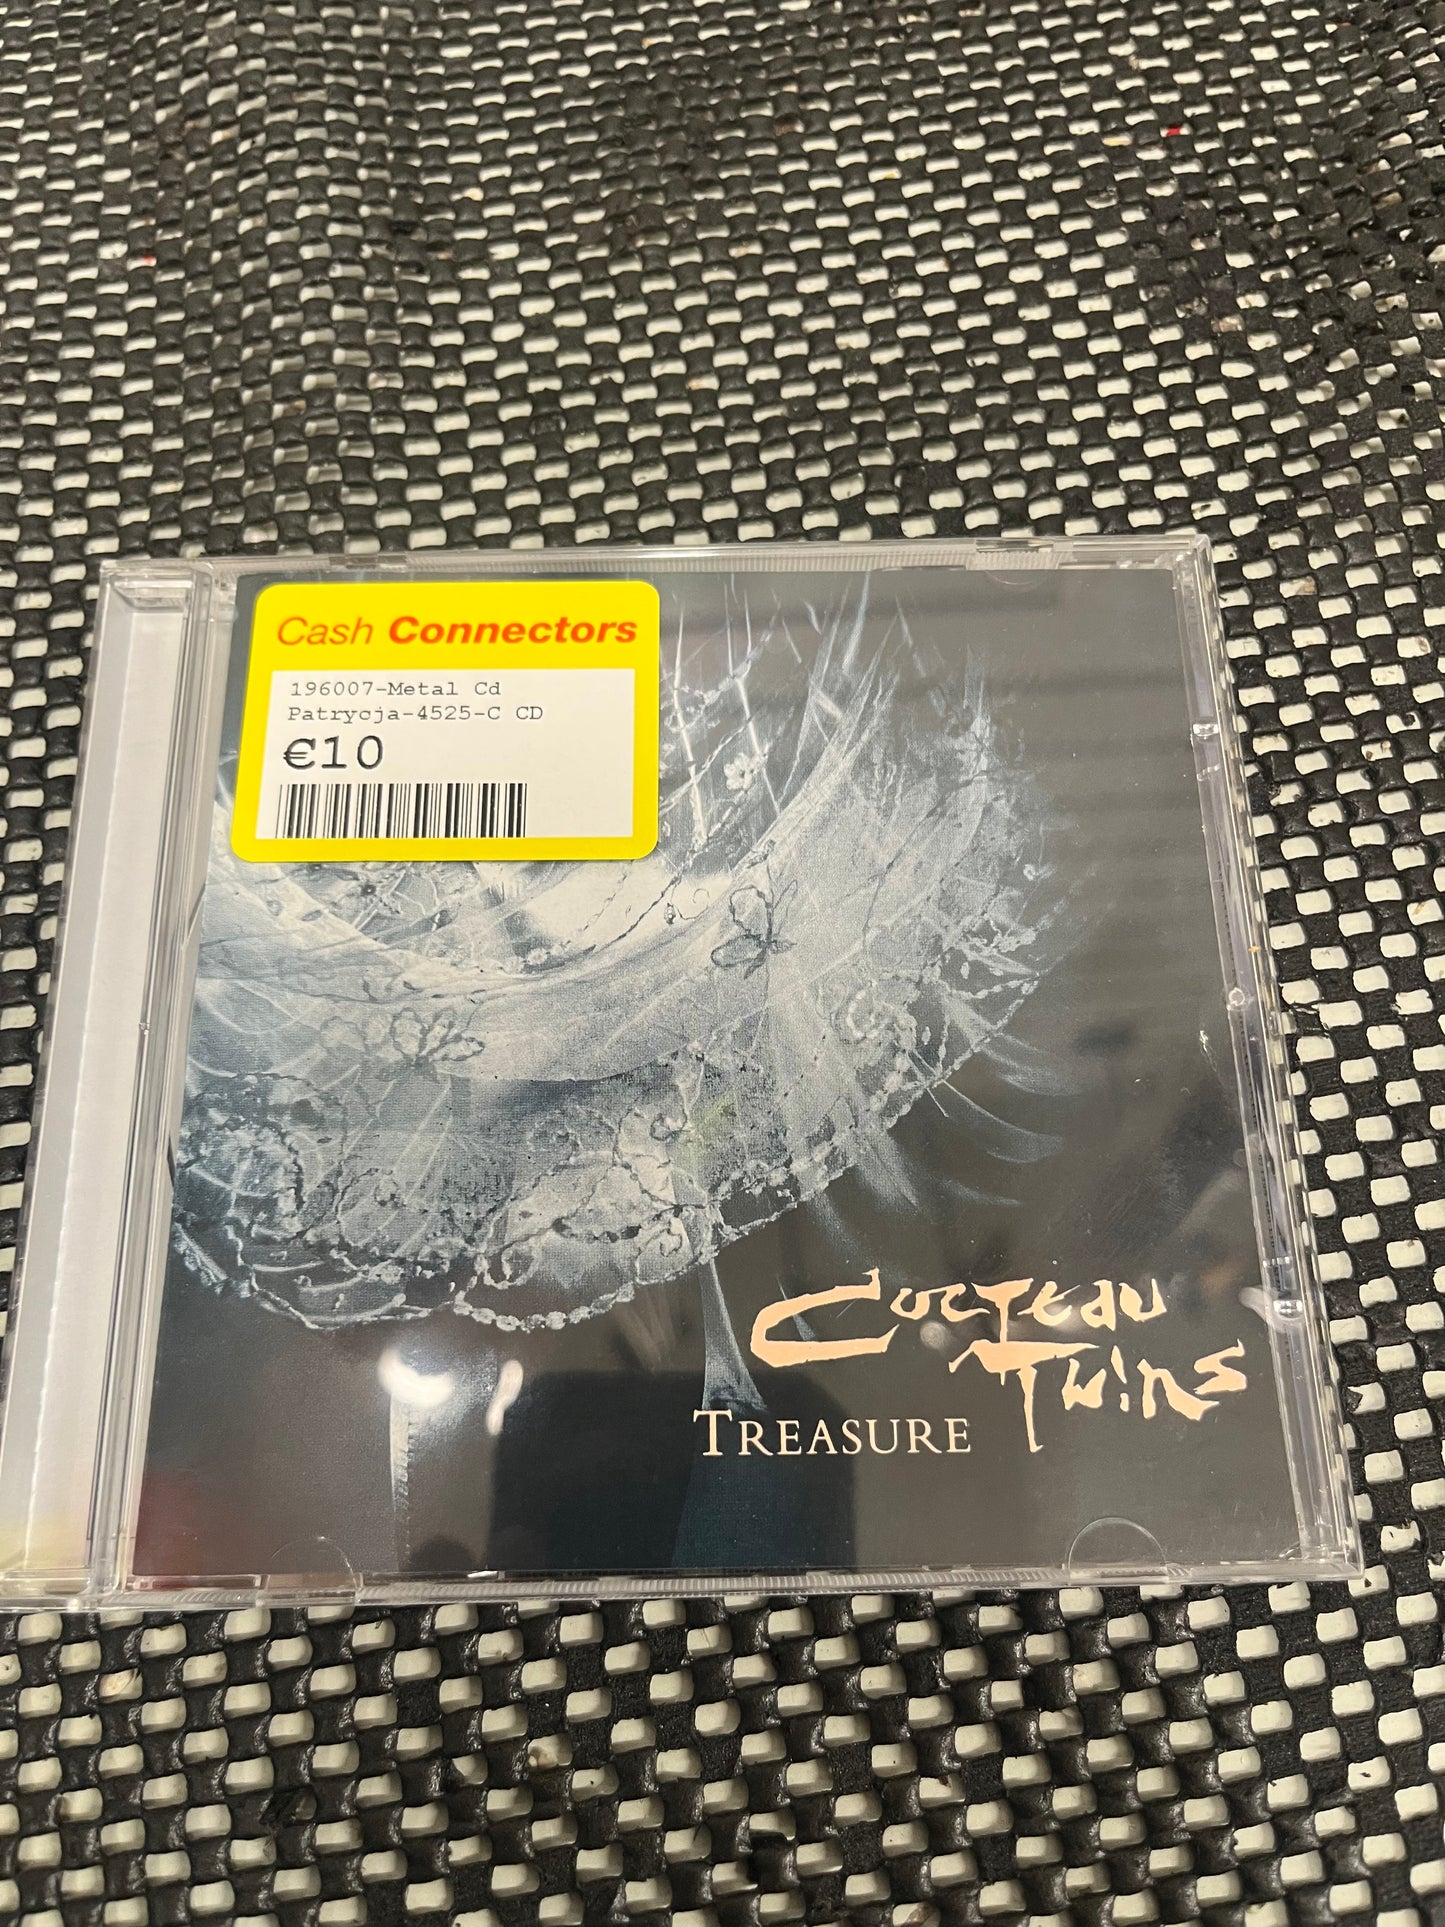 Cash Connectors
196007-Metal Cd
Patrycja-4525-C CD
€10
Cocteau
Twins
Treasure